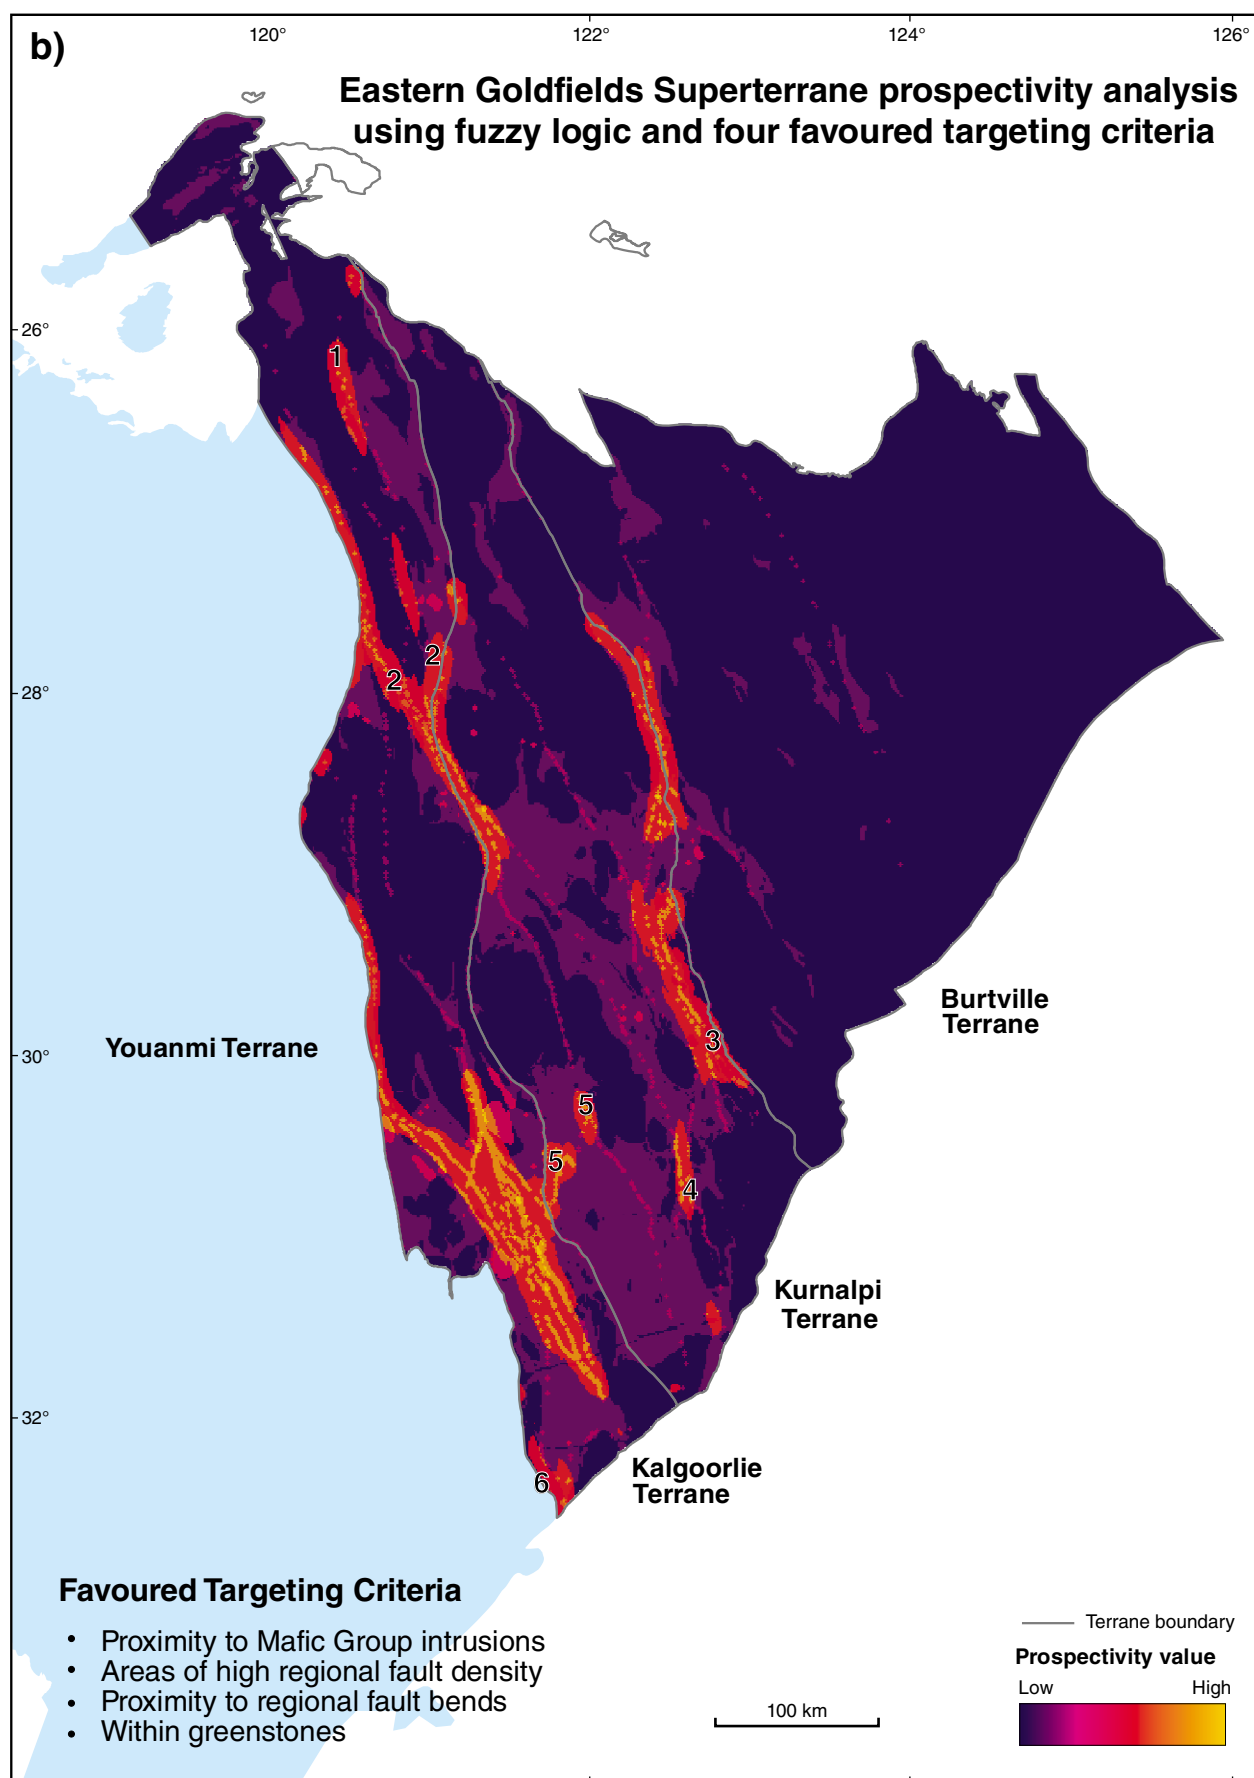 b)
120°
122°
124°
126°
Eastern Goldfields Superterrane prospectivity analysis
using fuzzy logic and four favoured targeting criteria
26°
1
2
2
28°
Burtville
Terrane
3
Youanmi Terrane
30°
5
5
4
Kurnalpi
Terrane
32°
Kalgoorlie
Terrane
6
Favoured Targeting Criteria
• Proximity to Mafic Group intrusions
• Areas of high regional fault density
• Proximity to regional fault bends
• Within greenstones
100 km
Terrane boundary
Prospectivity value
Low High